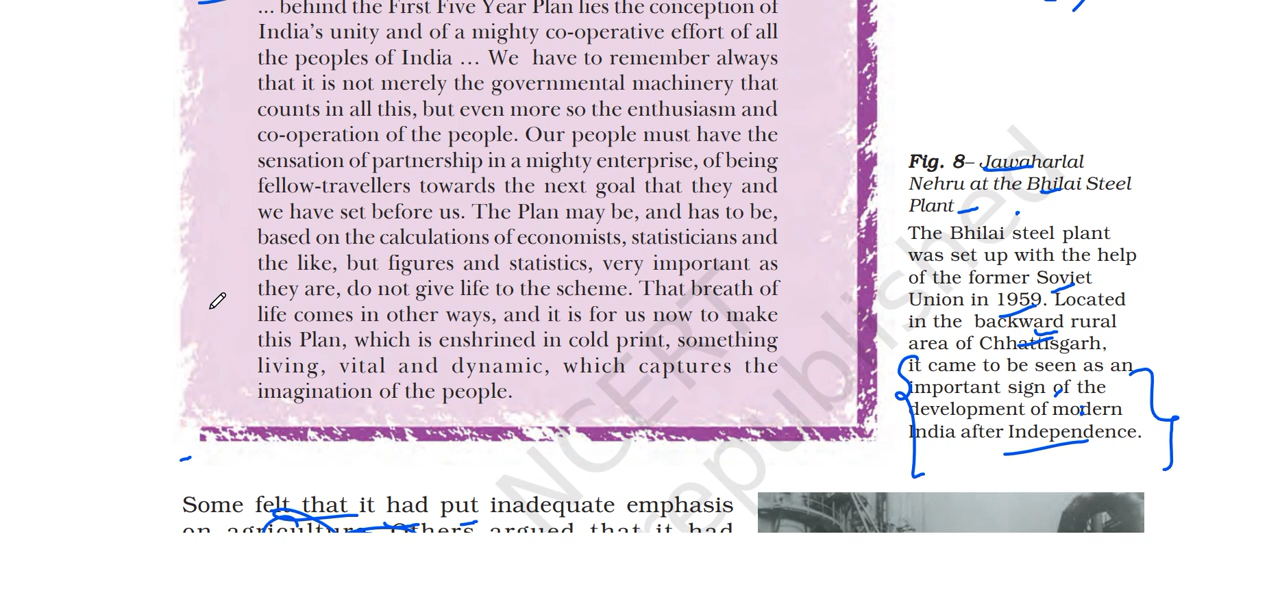 ... behind the First Five Year Plan lies the conception of
India's unity and of a mighty co-operative effort of all
the peoples of India ... We have to remember always
that it is not merely the governmental machinery that
counts in all this, but even more so the enthusiasm and
co-operation of the people. Our people must have the
sensation of partnership in a mighty enterprise, of being
fellow-travellers towards the next goal that they and
we have set before us. The Plan may be, and has to be,
based on the calculations of economists, statisticians and
the like, but figures and statistics, very important as
they are, do not give life to the scheme. That breath of
life comes in other ways, and it is for us now to make
this Plan, which is enshrined in cold print, something
living, vital and dynamic, which captures the
imagination of the people.
Fig. 8– Jawaharlal
Nehru at the Bhilai Steel
Plant
The Bhilai steel plant
was set up with the help
of the former Soviet
Union in 1959. Located
in the backward rural
area of Chhattisgarh,
it came to be seen as an
important sign of the
development of modern
India after Independence.
Some felt that it had put inadequate emphasis
on agriculture. Others argued that it had
NCERT
republished